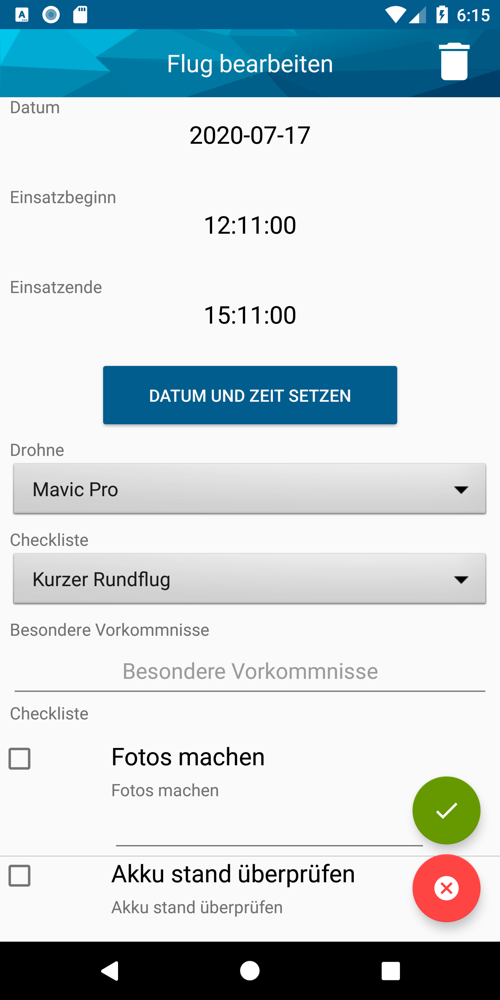 6:15
Flug bearbeiten
Datum
2020-07-17
Einsatzbeginn
12:11:00
Einsatzende
15:11:00
DATUM UND ZEIT SETZEN
Drohne
Mavic Pro
Checkliste
Kurzer Rundflug
Besondere Vorkommnisse
Besondere Vorkommnisse
Checkliste
Fotos machen
Fotos machen
Akku stand überprüfen
Akku stand überprüfen